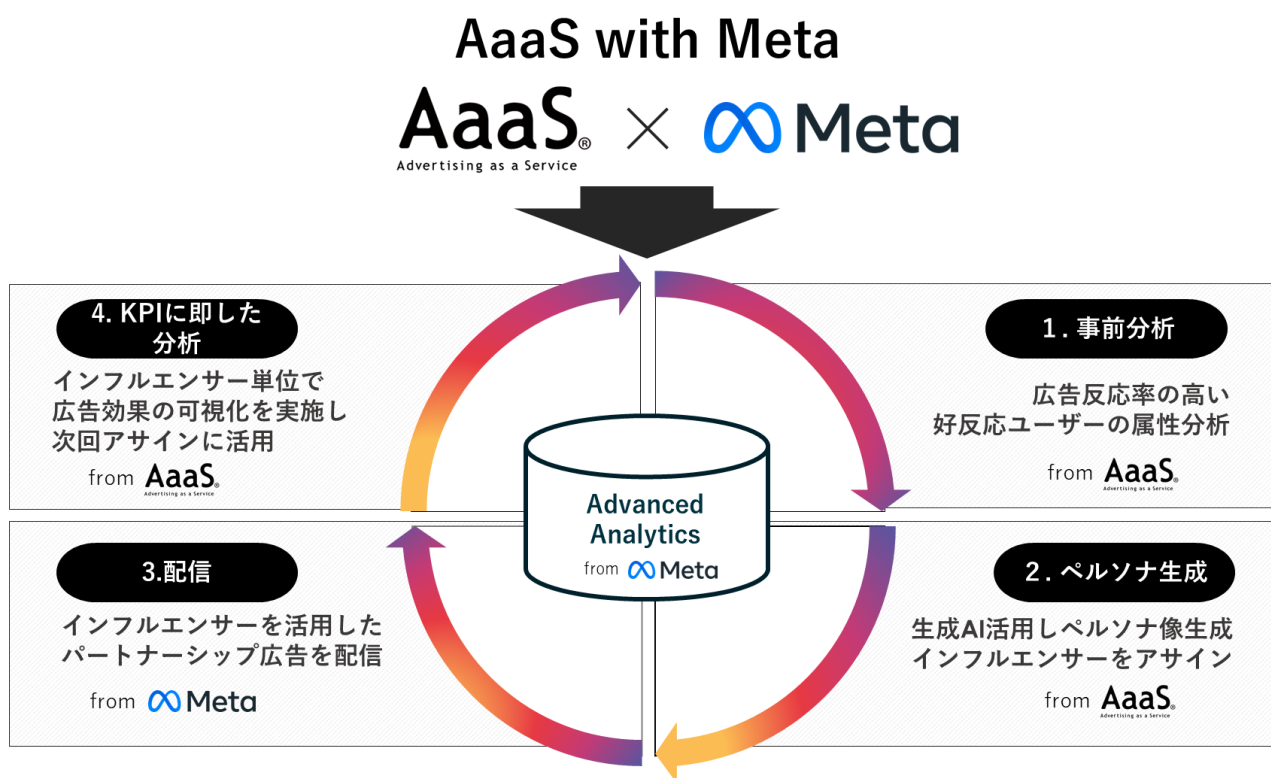 AaaS with Meta
AaaS® × Meta
Advertising as a Service
4. KPIに即した
分析
インフルエンサー単位で
広告効果の可視化を実施し
次回アサインに活用
from AaaS®
Advertising as a Service
1. 事前分析
広告反応率の高い
好反応ユーザーの属性分析
from AaaS®
Advertising as a Service
Advanced
Analytics
from Meta
3.配信
インフルエンサーを活用した
パートナーシップ広告を配信
from Meta
2. ペルソナ生成
生成AI活用しペルソナ像生成
インフルエンサーをアサイン
from AaaS®
Advertising as a Service